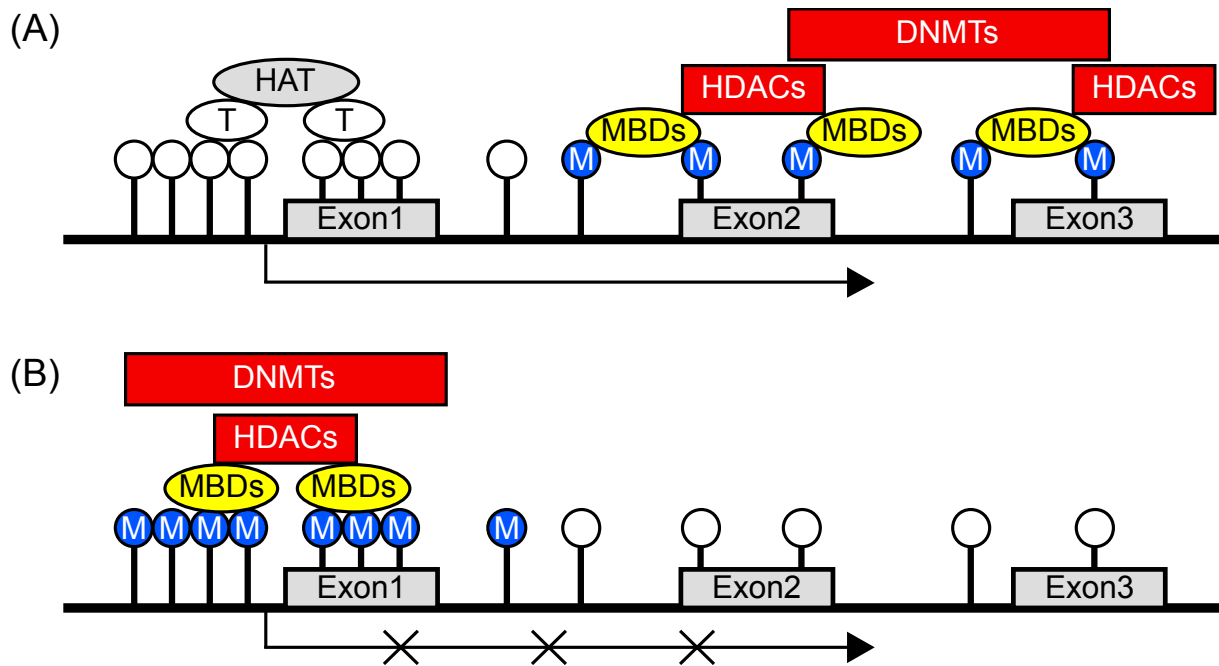 (A)
DNMTs
HAT
HDACs
HDACs
T
T
MBDs
MBDs
MBDs
M
M
M
M
M
Exon1
Exon2
Exon3
(B)
DNMTs
HDACs
MBDs
MBDs
M
M
M
M
M
M
M
M
Exon1
Exon2
Exon3